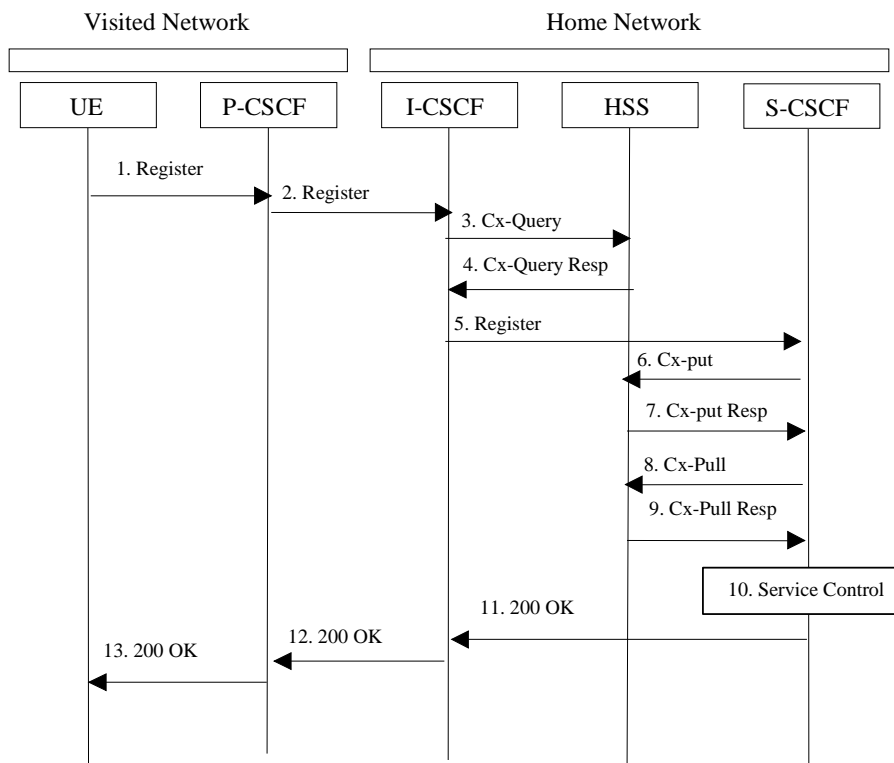 Visited Network
Home Network
UE
P-CSCF
I-CSCF
HSS
S-CSCF
1. Register
2. Register
3. Cx-Query
4. Cx-Query Resp
5. Register
6. Cx-put
7. Cx-put Resp
8. Cx-Pull
9. Cx-Pull Resp
10. Service Control
11. 200 OK
12. 200 OK
13. 200 OK